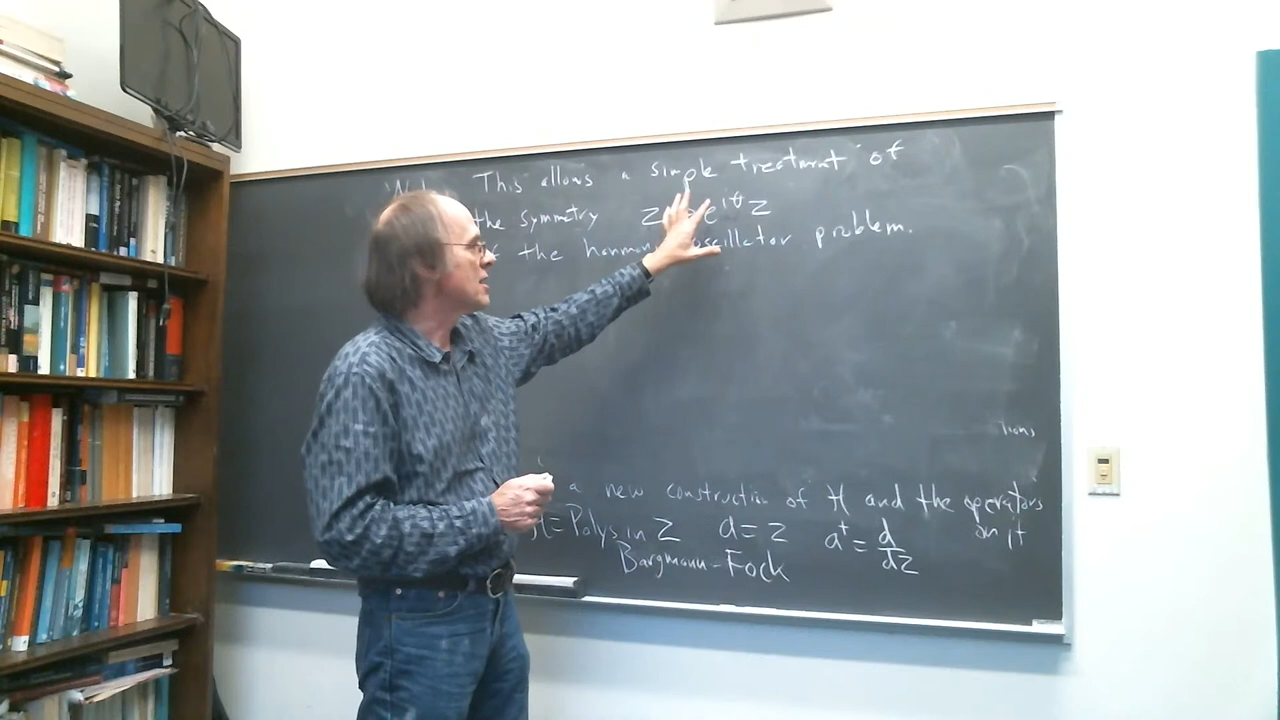 This allows a simple treatment of
the symmetry z e^{iθ} z
the harmon oscillator problem.
tions
a new construction of H and the operators
on it
H = Polys in z a = z a† = d/dz
Bargmann-Fock